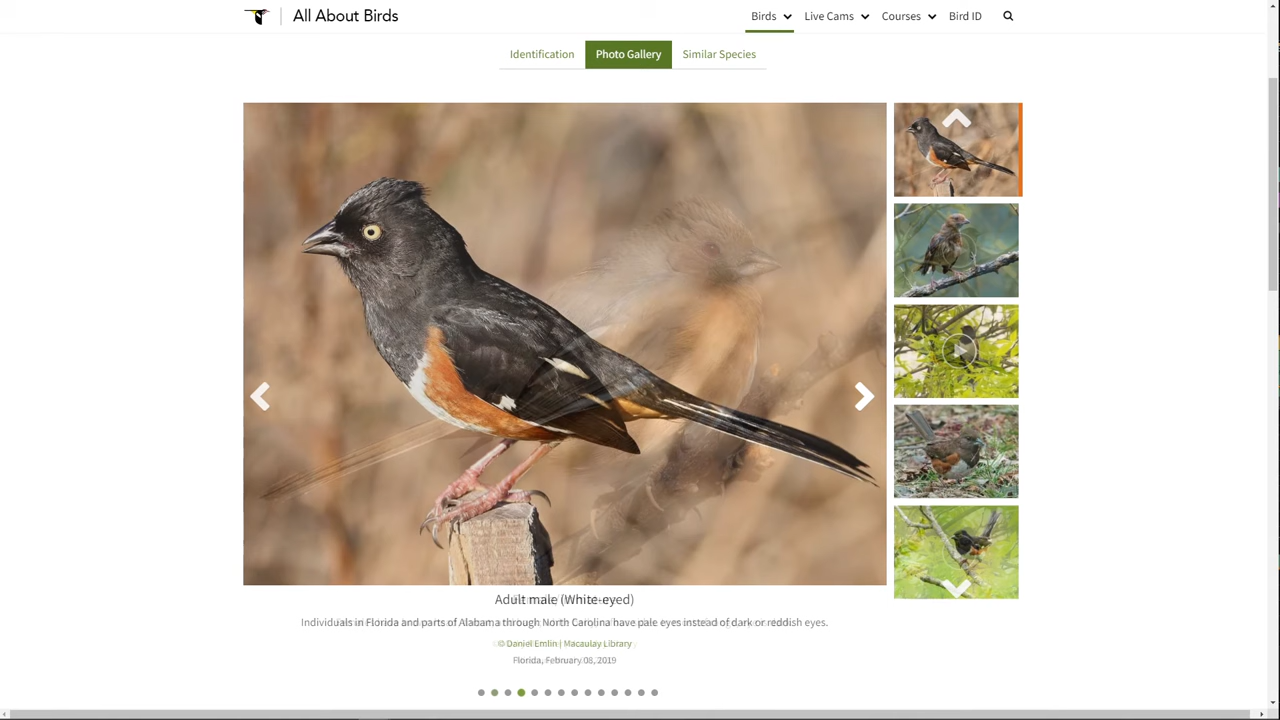 All About Birds
Birds
Live Cams
Courses
Bird ID
Identification
Photo Gallery
Similar Species
Adult male (White-eyed)
Individuals in Florida and parts of Alabama through North Carolina have pale eyes instead of dark or reddish eyes.
© Daniel Emlin | Macaulay Library
Florida, February 08, 2019